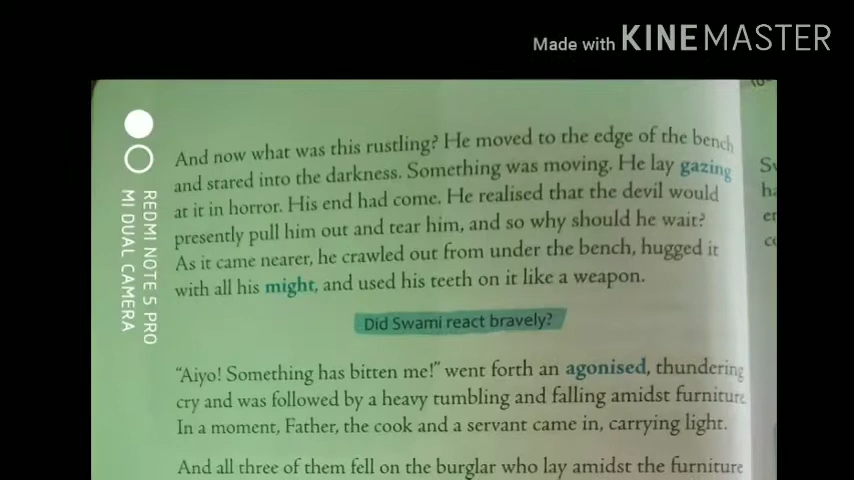 Made with KINEMASTER
REDMI NOTE 5 PRO
MI DUAL CAMERA
And now what was this rustling? He moved to the edge of the bench
and stared into the darkness. Something was moving. He lay gazing
at it in horror. His end had come. He realised that the devil would
presently pull him out and tear him, and so why should he wait?
As it came nearer, he crawled out from under the bench, hugged it
with all his might, and used his teeth on it like a weapon.
Did Swami react bravely?
“Aiyo! Something has bitten me!” went forth an agonised, thundering
cry and was followed by a heavy tumbling and falling amidst furniture
In a moment, Father, the cook and a servant came in, carrying light.
And all three of them fell on the burglar who lay amidst the furniture